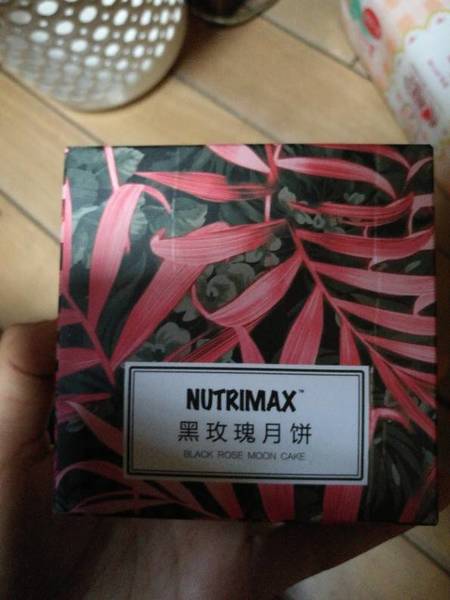 NUTRIMAX™
黑玫瑰月饼
BLACK ROSE MOON CAKE